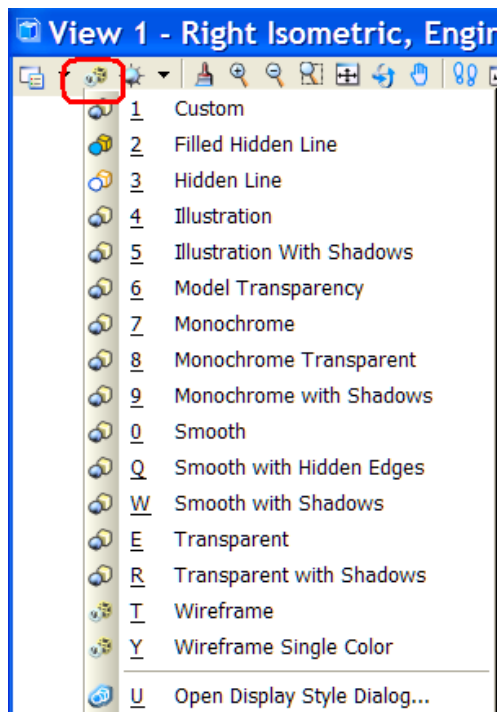 View 1 - Right Isometric, Engin
1 Custom
2 Filled Hidden Line
3 Hidden Line
4 Illustration
5 Illustration With Shadows
6 Model Transparency
7 Monochrome
8 Monochrome Transparent
9 Monochrome with Shadows
0 Smooth
Q Smooth with Hidden Edges
W Smooth with Shadows
E Transparent
R Transparent with Shadows
T Wireframe
Y Wireframe Single Color
U Open Display Style Dialog...